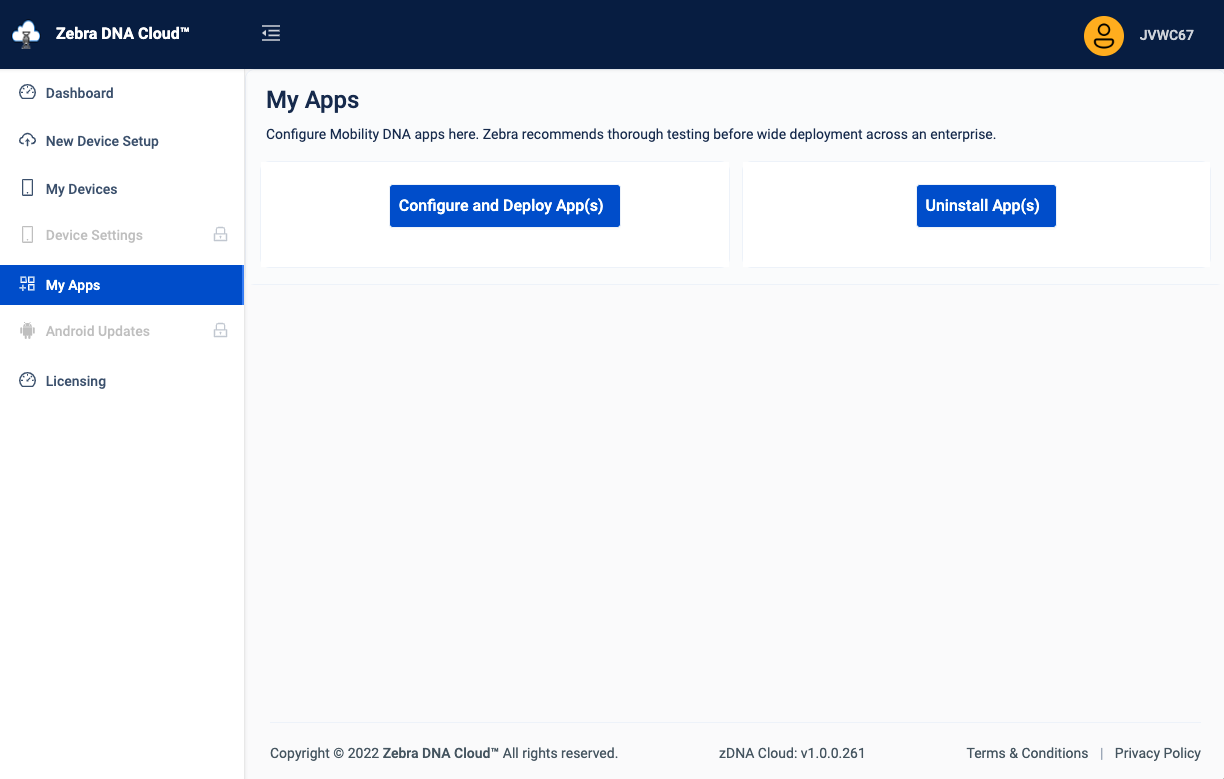 Zebra DNA Cloud™
JVWC67
Dashboard
New Device Setup
My Devices
Device Settings
My Apps
Android Updates
Licensing
My Apps
Configure Mobility DNA apps here. Zebra recommends thorough testing before wide deployment across an enterprise.
Configure and Deploy App(s)
Uninstall App(s)
Copyright © 2022 Zebra DNA Cloud™ All rights reserved.
zDNA Cloud: v1.0.0.261
Terms & Conditions | Privacy Policy